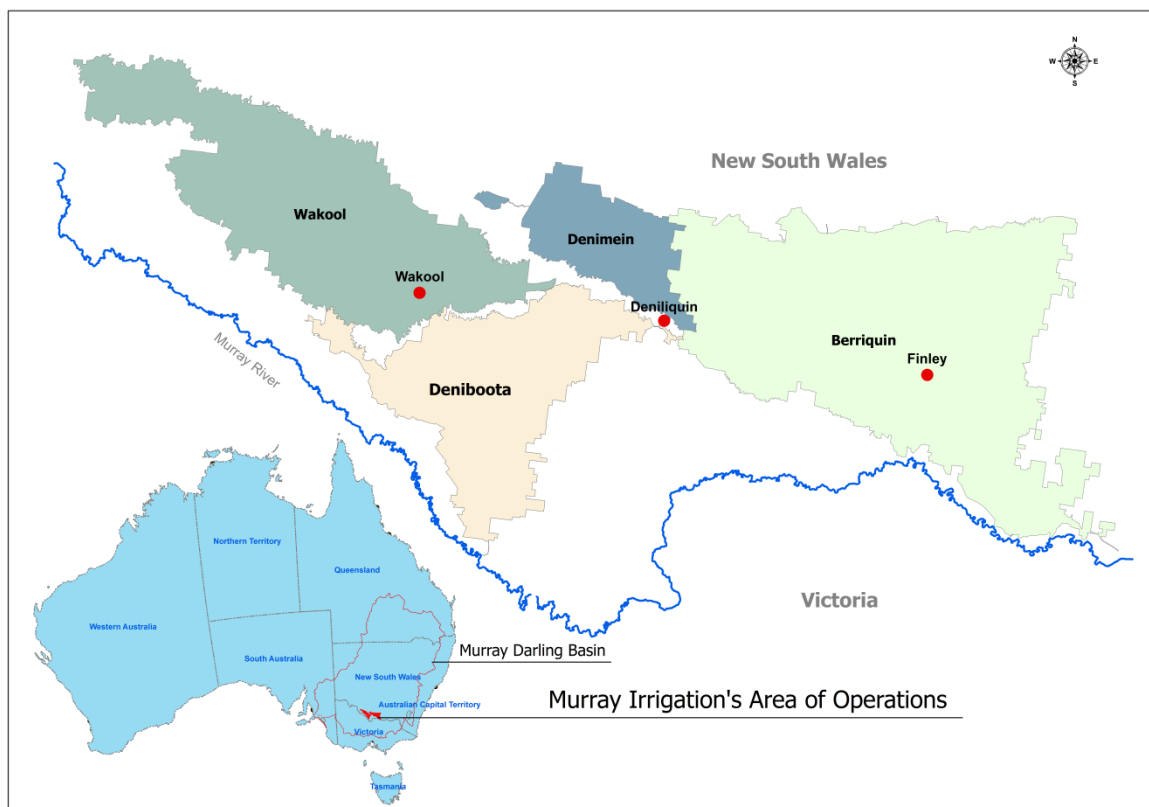 N
W
E
S
New South Wales
Wakool
Denimein
Wakool
Deniliquin
Berriquin
Finley
Deniboota
Murray River
Victoria
Northern Territory
Queensland
Western Australia
South Australia
Murray Darling Basin
New South Wales
Australian Capital Territory
Murray Irrigation's Area of Operations
Victoria
Tasmania